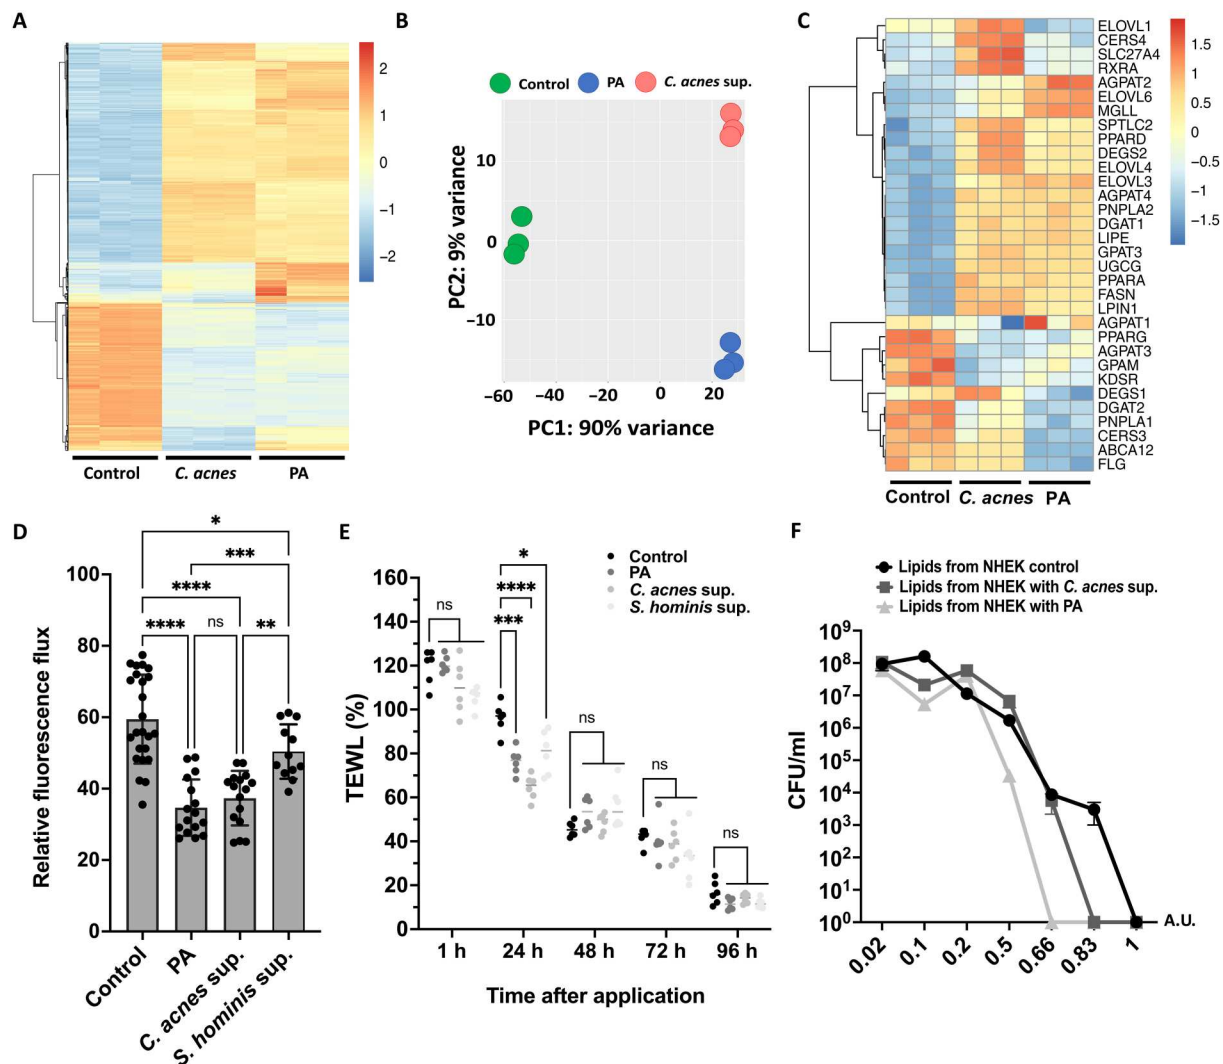 A
2
1
0
−1
−2
Control
C. acnes
PA
B
Control
PA
C. acnes sup.
PC2: 9% variance
10
0
−10
−60
−40
−20
0
20
PC1: 90% variance
C
ELOVL1
CERS4
SLC27A4
RXRA
AGPAT2
ELOVL6
MGLL
SPTLC2
PPARD
DEGS2
ELOVL4
ELOVL3
AGPAT4
PNPLA2
DGAT1
LIPE
GPAT3
UGCG
PPARA
FASN
LPIN1
AGPAT1
PPARG
AGPAT3
GPAM
KDSR
DEGS1
DGAT2
PNPLA1
CERS3
ABCA12
FLG
1.5
1
0.5
0
−0.5
−1
−1.5
Control
C. acnes
PA
D
*
***
****
****
ns
**
Relative fluorescence flux
100
80
60
40
20
0
Control
PA
C. acnes sup.
S. hominis sup.
E
Control
PA
C. acnes sup.
S. hominis sup.
TEWL (%)
160
140
120
100
80
60
40
20
0
ns
*
****
***
ns
ns
ns
1 h
24 h
48 h
72 h
96 h
Time after application
F
Lipids from NHEK control
Lipids from NHEK with C. acnes sup.
Lipids from NHEK with PA
CFU/ml
10⁹
10⁸
10⁷
10⁶
10⁵
10⁴
10³
10²
10¹
10⁰
A.U.
0.02
0.1
0.2
0.5
0.66
0.83
1